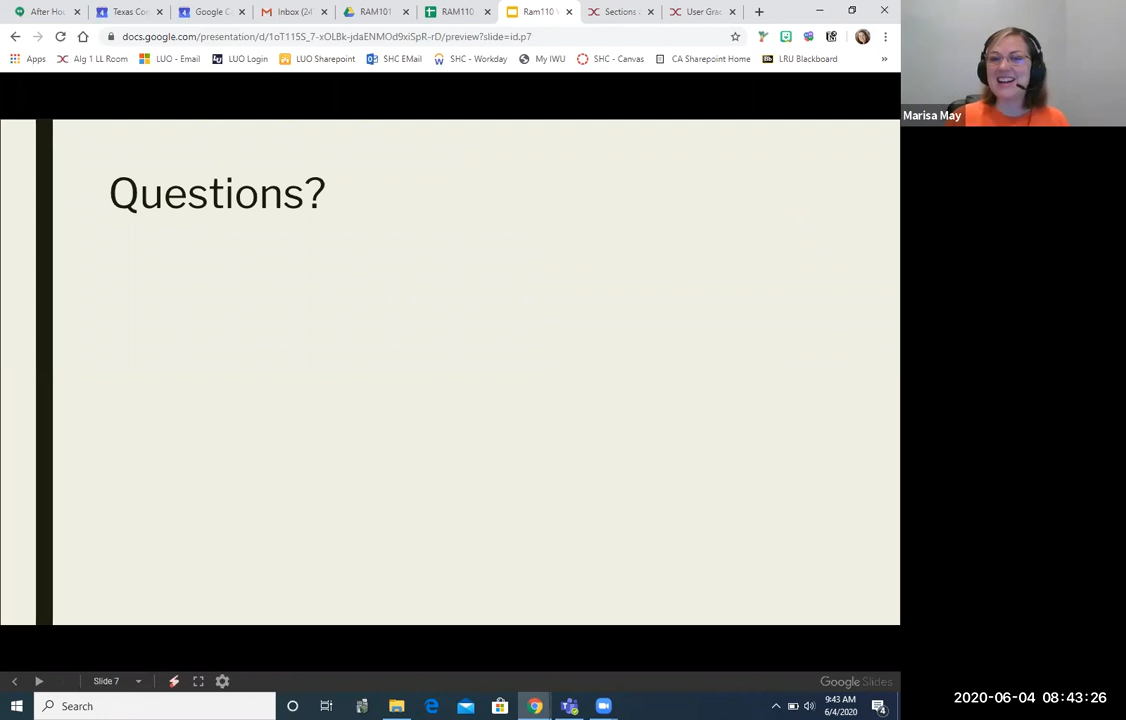 After Ho
Texas Co
Google C
Inbox (24
RAM101
RAM110
Ram110 V
Sections -
User Gra
docs.google.com/presentation/d/1oT115S_7-xOLBk-jdaENMOd9xiSpR-rD/preview?slide=id.p7
Apps
Alg 1 LL Room
LUO - Email
LUO Login
LUO Sharepoint
SHC EMail
SHC - Workday
My IWU
SHC - Canvas
CA Sharepoint Home
LRU Blackboard
»
Marisa May
Questions?
Slide 7
Google Slides
Search
9:43 AM
6/4/2020
4
2020-06-04 08:43:26